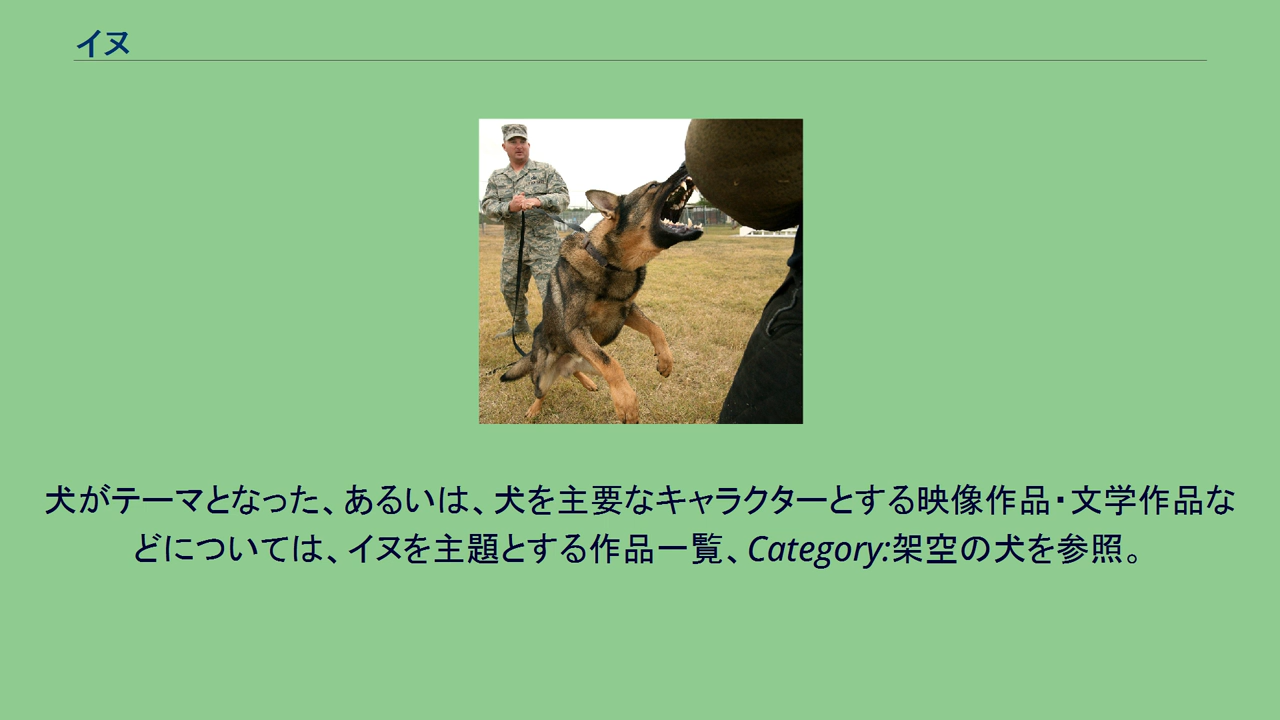 イヌ
犬がテーマとなった、あるいは、犬を主要なキャラクターとする映像作品・文学作品な
どについては、イヌを主題とする作品一覧、Category:架空の犬を参照。